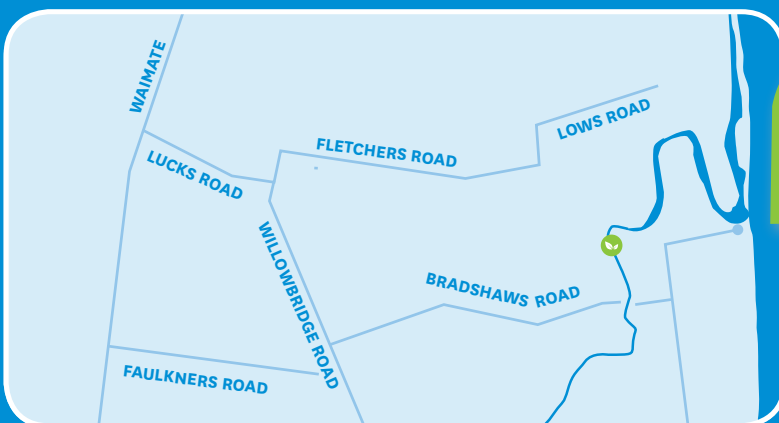 WAIMATE
LOWS ROAD
FLETCHERS ROAD
LUCKS ROAD
WILLOWBRIDGE ROAD
BRADSHAWS ROAD
FAULKNERS ROAD